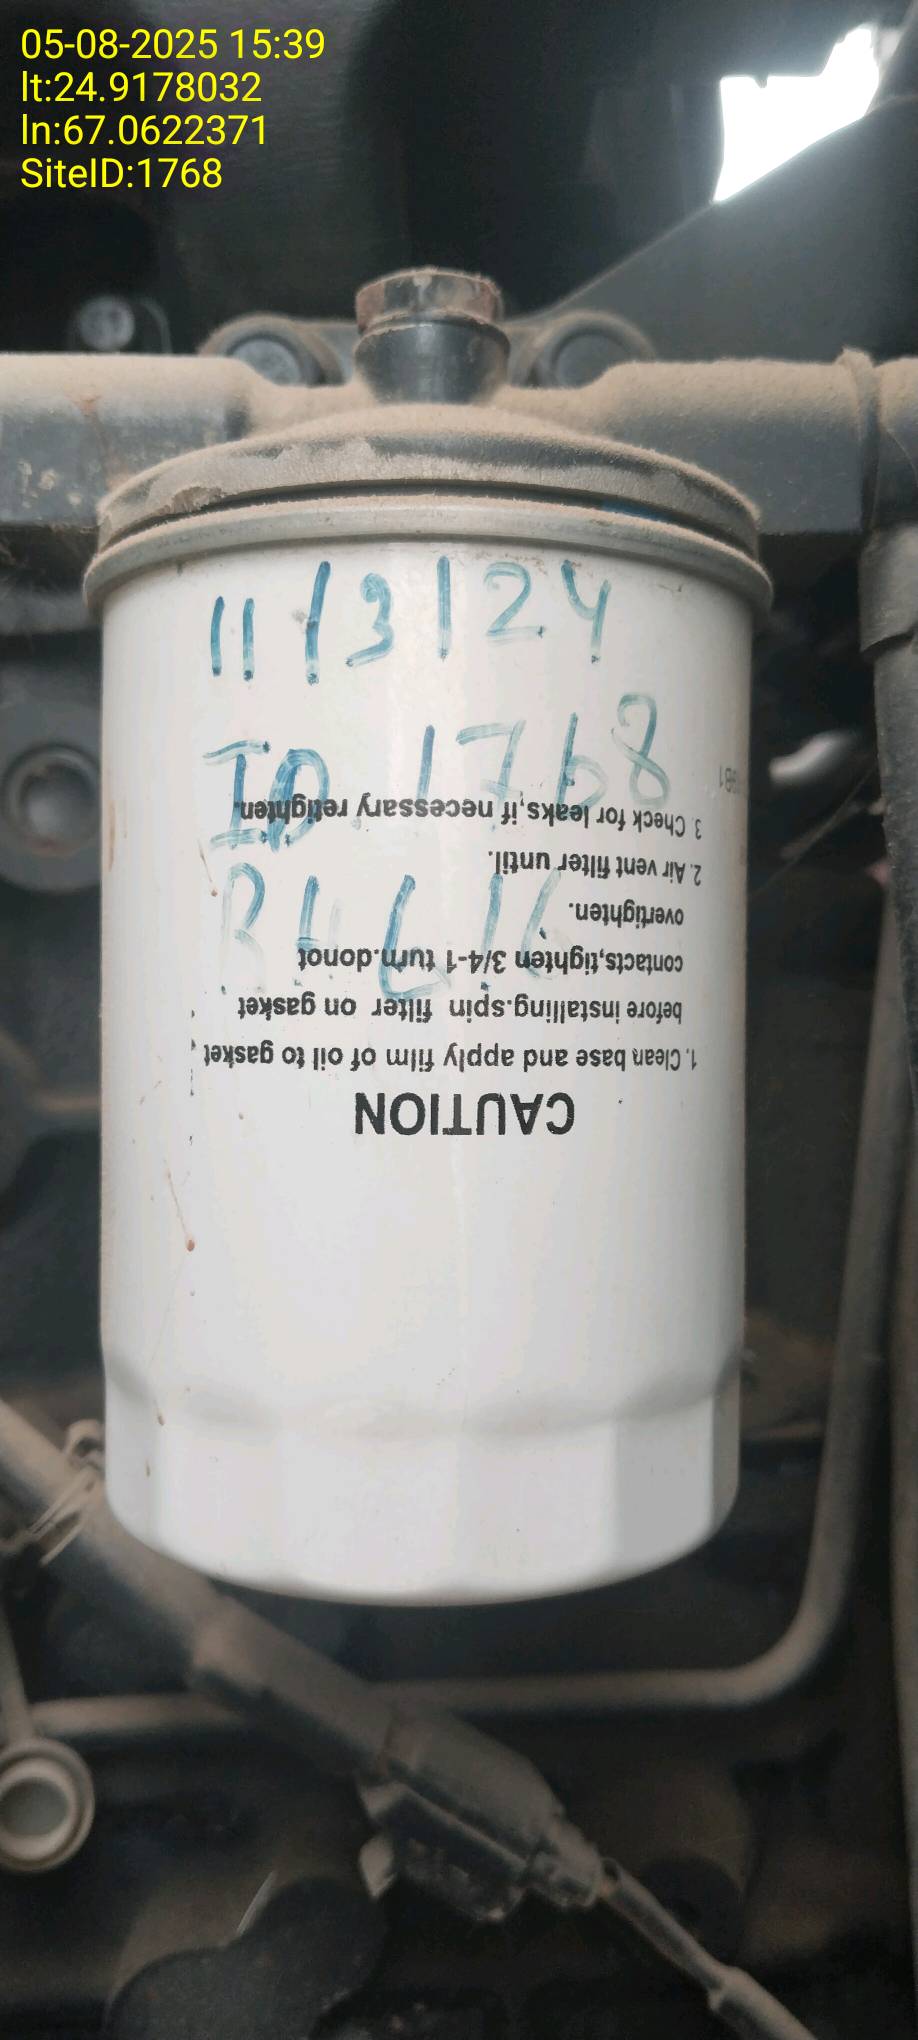 05-08-2025 15:39
lt:24.9178032
ln:67.0622371
SiteID:1768
11/3/24
ID 1768
CAUTION
1. Clean base and apply film of oil to gasket
before installing.spin filter on gasket
contacts,tighten 3/4-1 turn.donot
overtighten.
2. Air vent filter until.
3. Check for leaks,if necessary retighten.